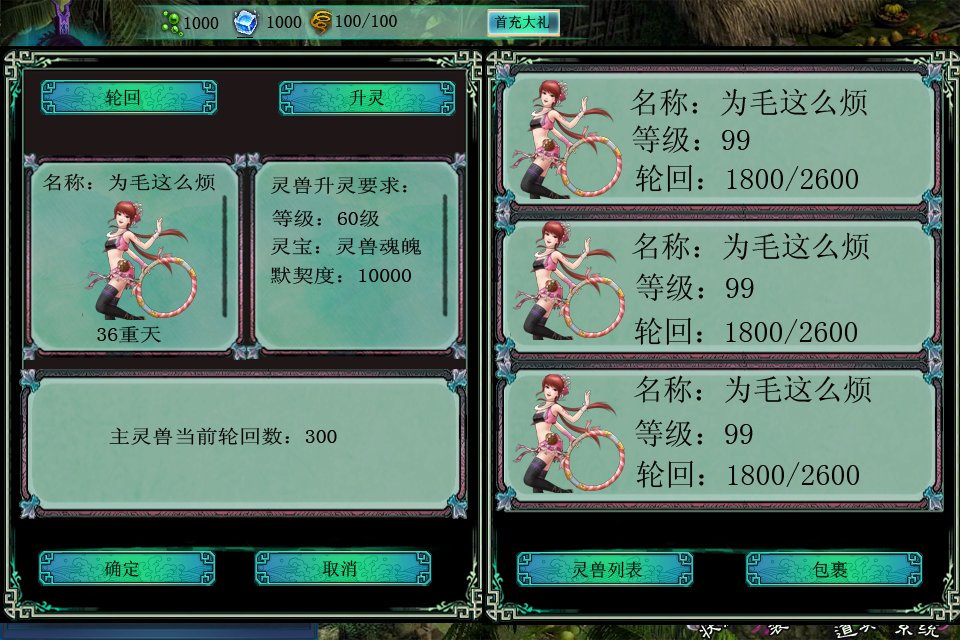 1000 1000 100/100 首充大礼
轮回 升灵
名称：为毛这么烦
36重天
灵兽升灵要求：
等级：60级
灵宝：灵兽魂魄
默契度：10000
主灵兽当前轮回数：300
确定 取消
名称：为毛这么烦
等级：99
轮回：1800/2600
名称：为毛这么烦
等级：99
轮回：1800/2600
名称：为毛这么烦
等级：99
轮回：1800/2600
灵兽列表 包裹